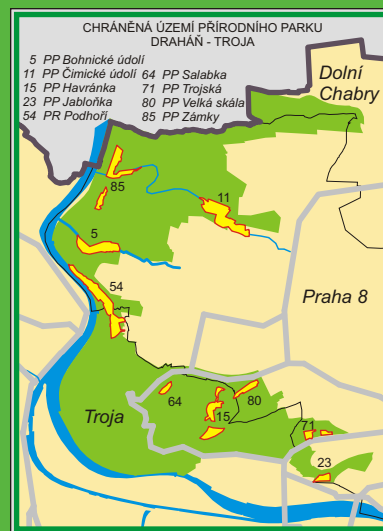 CHRÁNĚNÁ ÚZEMÍ PŘÍRODNÍHO PARKU
DRAHÁŇ - TROJA
5 PP Bohnické údolí
11 PP Čimické údolí
15 PP Havránka
23 PP Jabloňka
54 PR Podhoří
64 PP Salabka
71 PP Trojská
80 PP Velká skála
85 PP Zámky
Dolní
Chabry
85
11
5
54
Praha 8
64
80
15
Troja
71
23